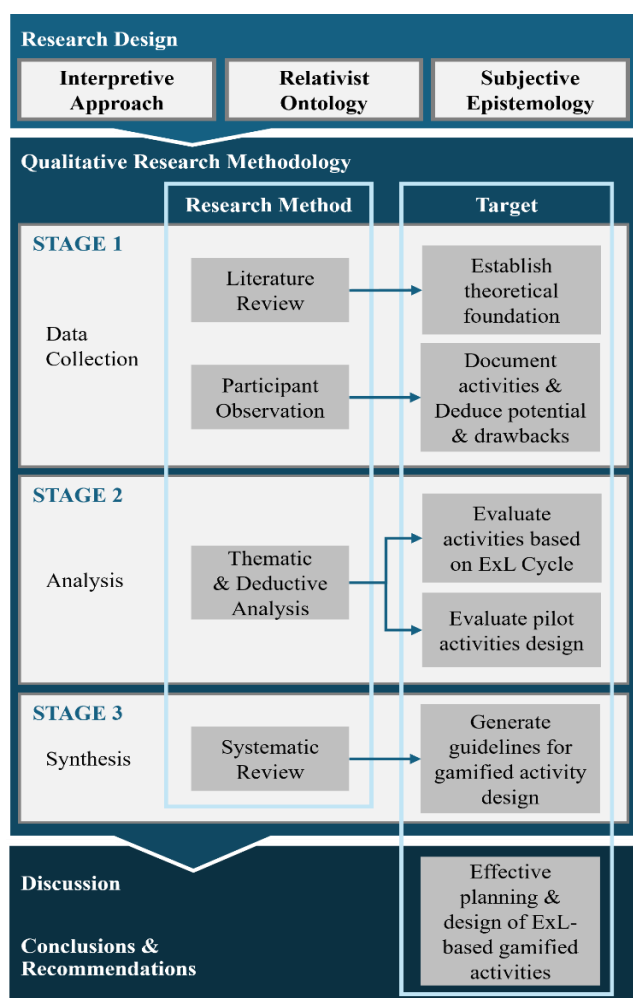 Research Design
Interpretive
Approach
Relativist
Ontology
Subjective
Epistemology
Qualitative Research Methodology
Research Method
Target
STAGE 1
Data
Collection
Literature
Review
Establish
theoretical
foundation
Participant
Observation
Document
activities &
Deduce potential
& drawbacks
STAGE 2
Analysis
Thematic
& Deductive
Analysis
Evaluate
activities based
on ExL Cycle
Evaluate pilot
activities design
STAGE 3
Synthesis
Systematic
Review
Generate
guidelines for
gamified activity
design
Discussion
Conclusions &
Recommendations
Effective
planning &
design of ExL-
based gamified
activities